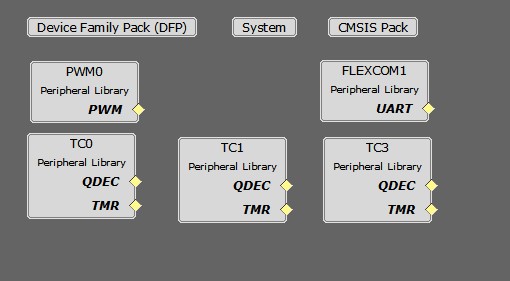 Device Family Pack (DFP)
System
CMSIS Pack
PWM0
Peripheral Library
PWM
FLEXCOM1
Peripheral Library
UART
TC0
Peripheral Library
QDEC
TMR
TC1
Peripheral Library
QDEC
TMR
TC3
Peripheral Library
QDEC
TMR